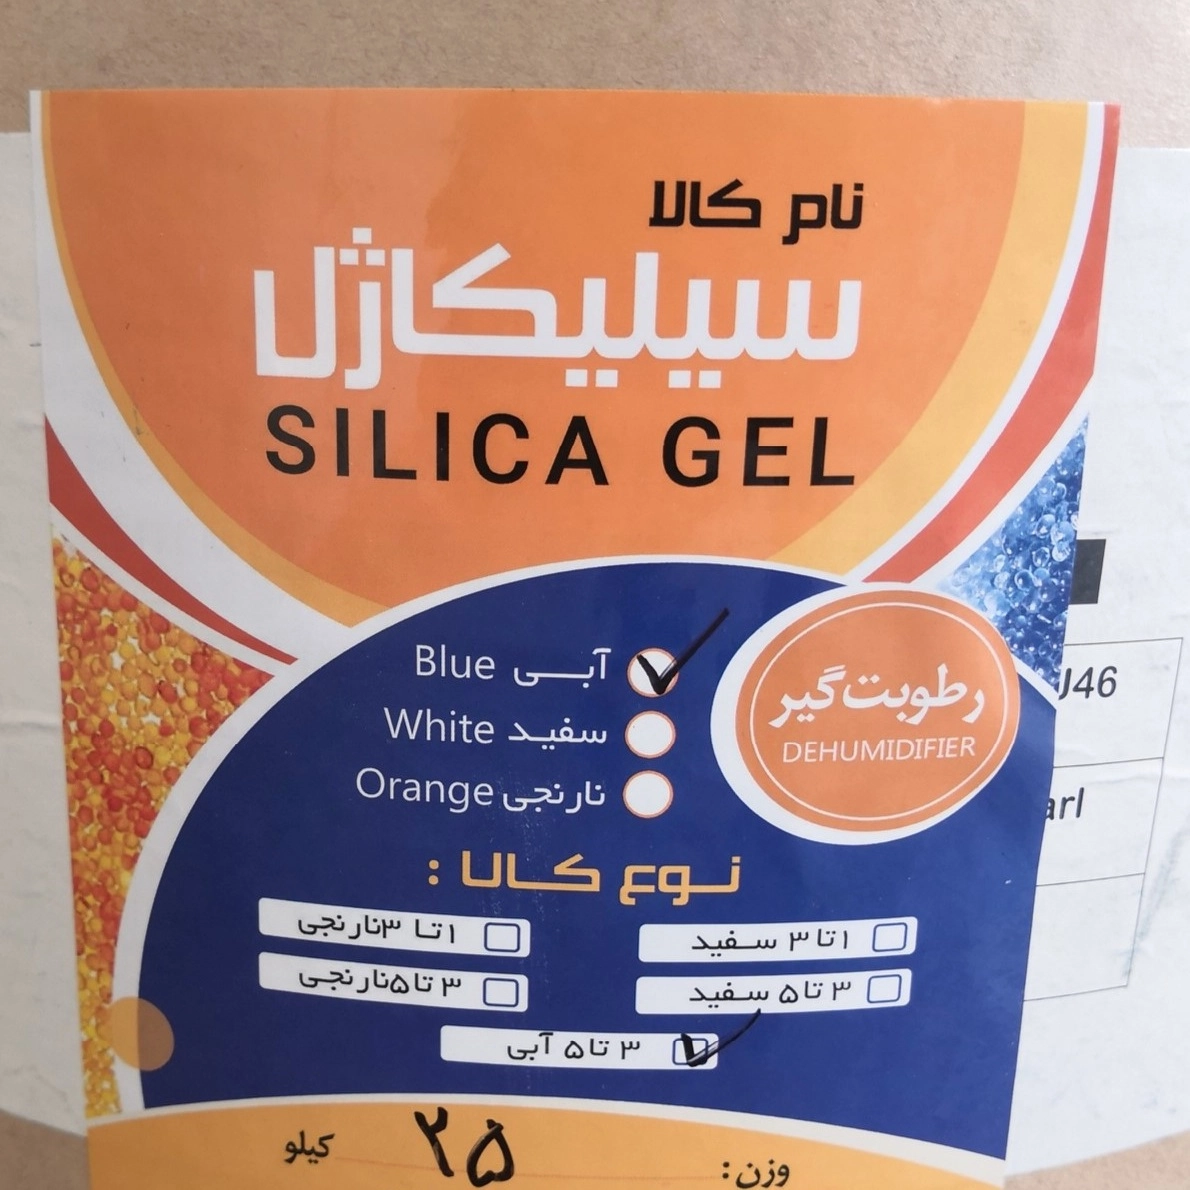 نام کالا
سیلیکاژل
SILICA GEL
آبی Blue
سفید White
نارنجی Orange
رطوبت‌گیر
DEHUMIDIFIER
J46
arl
نوع کالا :
۱ تا ۳ سفید
۱ تا ۳ نارنجی
۳ تا ۵ سفید
۳ تا ۵ نارنجی
۳ تا ۵ آبی
وزن: ۲۵ کیلو